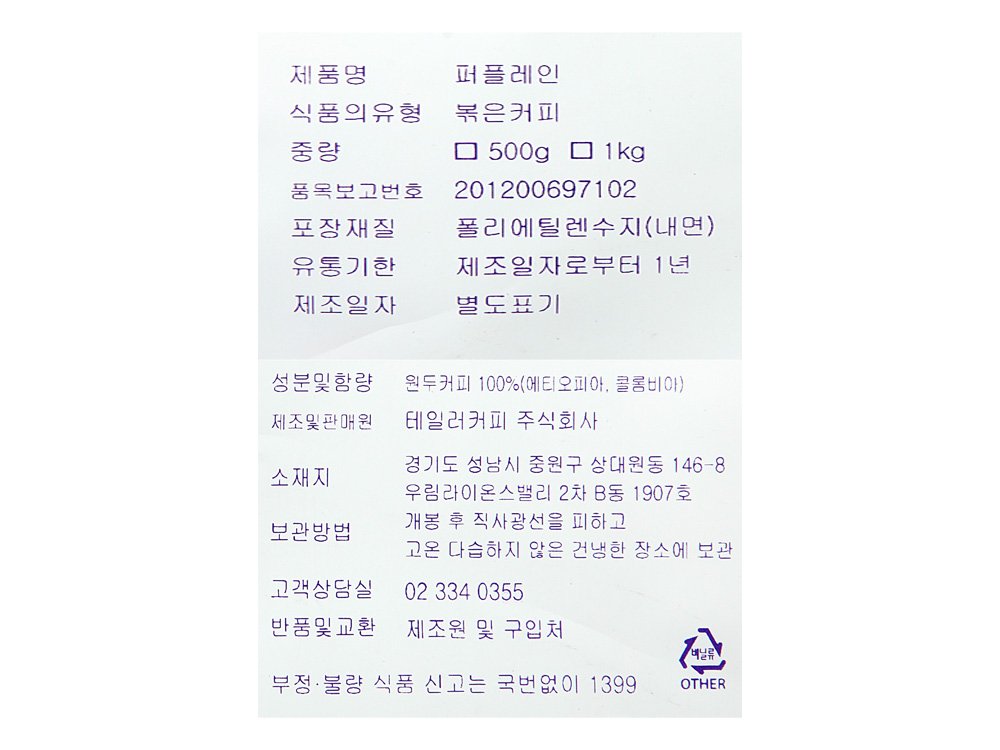 제품명 퍼플레인
식품의유형 볶은커피
중량 □ 500g □ 1kg
품목보고번호 201200697102
포장재질 폴리에틸렌수지(내면)
유통기한 제조일자로부터 1년
제조일자 별도표기
성분및함량 원두커피 100%(에티오피아, 콜롬비아)
제조및판매원 테일러커피 주식회사
소재지 경기도 성남시 중원구 상대원동 146-8
우림라이온스밸리 2차 B동 1907호
보관방법 개봉 후 직사광선을 피하고
고온 다습하지 않은 건냉한 장소에 보관
고객상담실 02 334 0355
반품및교환 제조원 및 구입처
비닐류
OTHER
부정·불량 식품 신고는 국번없이 1399